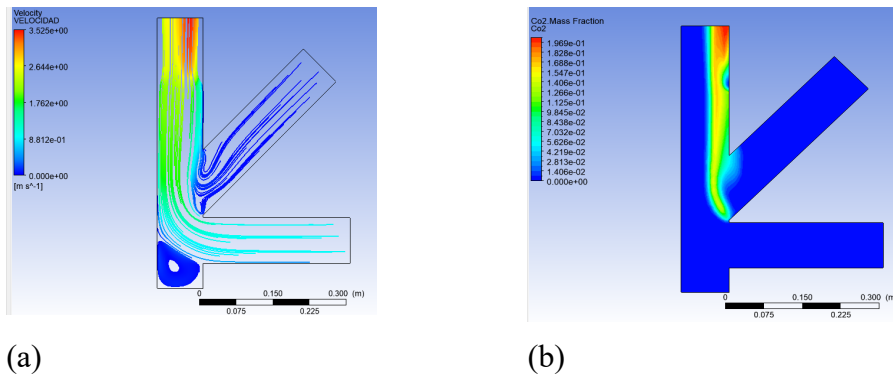 Velocity
VELOCIDAD
3.525e+00
2.644e+00
1.762e+00
8.812e-01
0.000e+00
[m s^-1]
0 0.150 0.300 (m)
0.075 0.225
(a)
Co2.Mass Fraction
Co2
1.969e-01
1.828e-01
1.688e-01
1.547e-01
1.406e-01
1.266e-01
1.125e-01
9.845e-02
8.438e-02
7.032e-02
5.626e-02
4.219e-02
2.813e-02
1.406e-02
0.000e+00
0 0.150 0.300 (m)
0.075 0.225
(b)